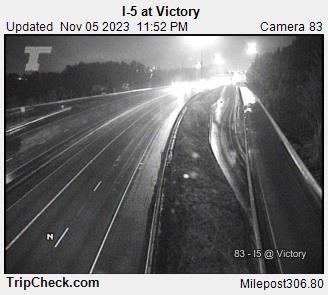 I-5 at Victory
Updated  Nov 05 2023  11:52 PM
Camera 83
T
N
83 - I5 @ Victory
TripCheck.com
Milepost306.80